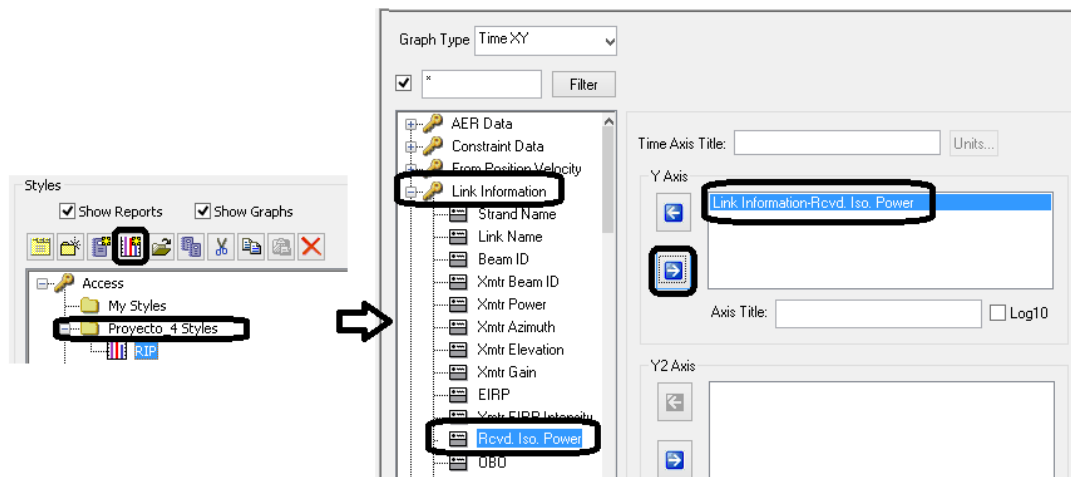 Styles
Show Reports
Show Graphs
Access
My Styles
Proyecto_4 Styles
RIP
Graph Type Time XY
* Filter
AER Data
Constraint Data
From Position Velocity
Link Information
Strand Name
Link Name
Beam ID
Xmtr Beam ID
Xmtr Power
Xmtr Azimuth
Xmtr Elevation
Xmtr Gain
EIRP
Xmtr EIRP Intensity
Rcvd. Iso. Power
OBO
Time Axis Title: Units...
Y Axis
Link Information-Rcvd. Iso. Power
Axis Title: Log10
Y2 Axis